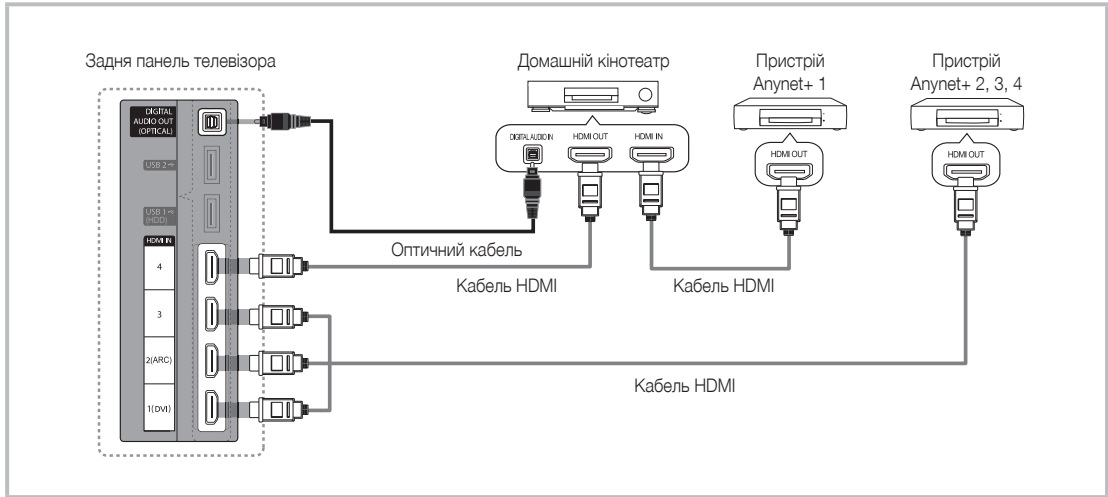 Задня панель телевізора
DIGITAL
AUDIO OUT
(OPTICAL)
USB 2
USB 1
(HDD)
HDMI IN
4
3
2(ARC)
1(DVI)
Домашній кінотеатр
DIGITAL AUDIO IN
HDMI OUT
HDMI IN
Пристрій
Anynet+ 1
HDMI OUT
Пристрій
Anynet+ 2, 3, 4
HDMI OUT
Оптичний кабель
Кабель HDMI
Кабель HDMI
Кабель HDMI